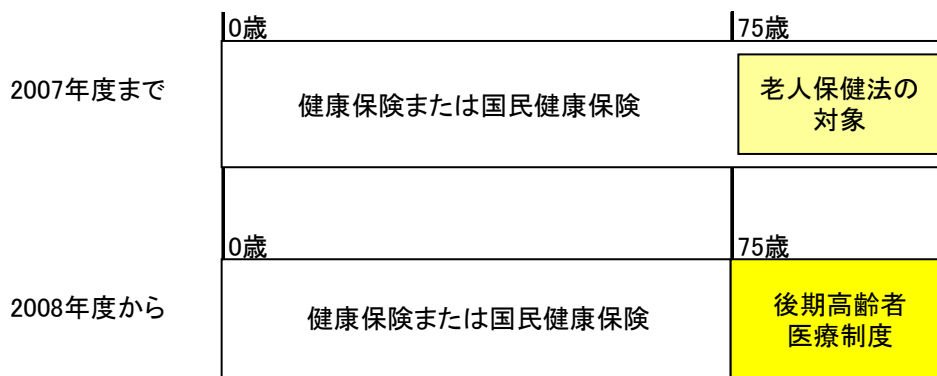 0歳 75歳
2007年度まで
健康保険または国民健康保険
老人保健法の
対象
0歳 75歳
2008年度から
健康保険または国民健康保険
後期高齢者
医療制度